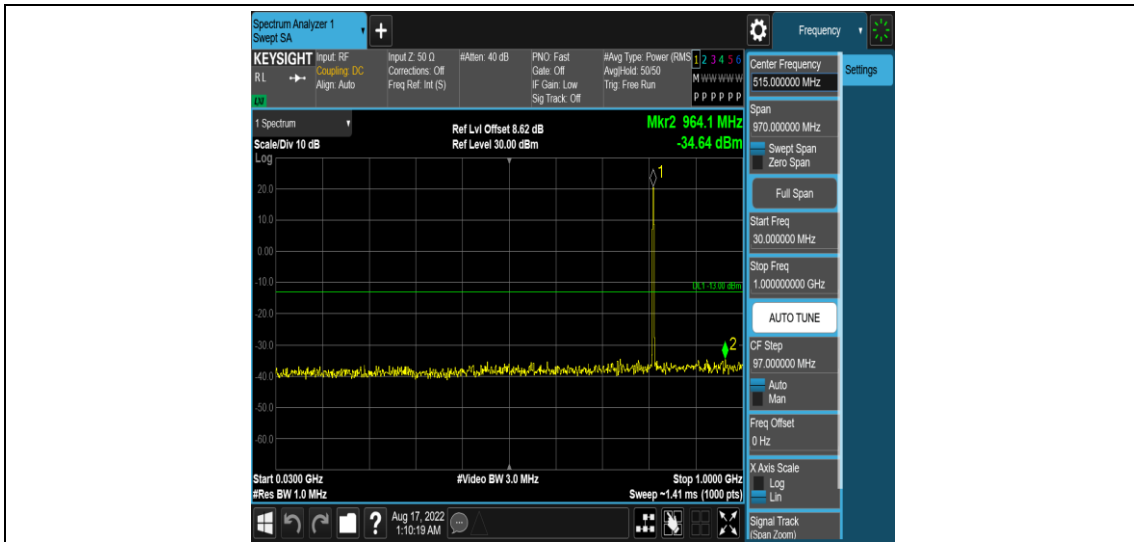 Spectrum Analyzer 1
Swept SA
Frequency
KEYSIGHT
RL
Input: RF
Coupling: DC
Align: Auto
Input Z: 50 Ω
Corrections: Off
Freq Ref: Int (S)
#Atten: 40 dB
PNO: Fast
Gate: Off
IF Gain: Low
Sig Track: Off
#Avg Type: Power (RMS
Avg|Hold: 50/50
Trig: Free Run
1 2 3 4 5 6
M W W W W W
P P P P P P
1 Spectrum
Scale/Div 10 dB
Ref Lvl Offset 8.62 dB
Ref Level 30.00 dBm
Mkr2 964.1 MHz
-34.64 dBm
Log
1
20.0
10.0
0.00
-10.0
DL1 -13.00 dBm
-20.0
-30.0
2
-40.0
-50.0
-60.0
Start 0.0300 GHz
#Res BW 1.0 MHz
#Video BW 3.0 MHz
Stop 1.0000 GHz
Sweep ~1.41 ms (1000 pts)
Aug 17, 2022
1:10:19 AM
Center Frequency
515.000000 MHz
Settings
Span
970.000000 MHz
Swept Span
Zero Span
Full Span
Start Freq
30.000000 MHz
Stop Freq
1.000000000 GHz
AUTO TUNE
CF Step
97.000000 MHz
Auto
Man
Freq Offset
0 Hz
X Axis Scale
Log
Lin
Signal Track
(Span Zoom)